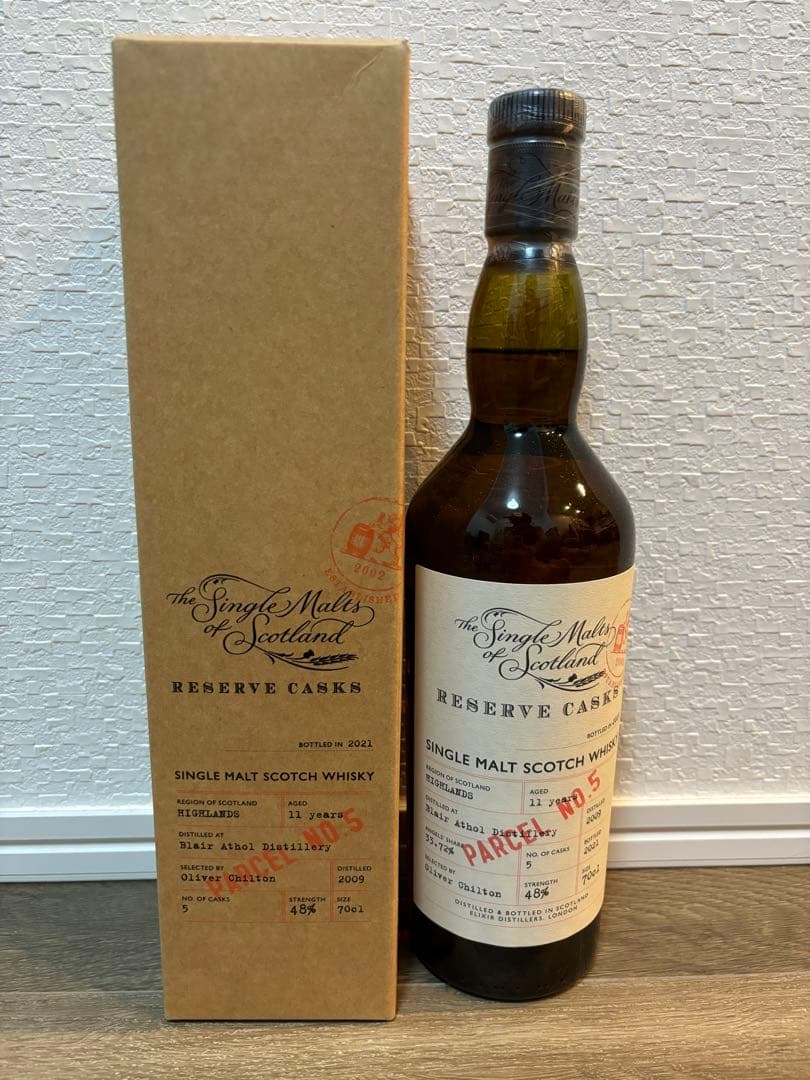 2002
ESTABLISHED
The Single Malts
of Scotland
RESERVE CASKS
BOTTLED IN 2021
SINGLE MALT SCOTCH WHISKY
REGION OF SCOTLAND
HIGHLANDS
AGED
11 years
DISTILLED AT
Blair Athol Distillery
PARCEL NO.5
SELECTED BY
Oliver Chilton
DISTILLED
2009
NO. OF CASKS
5
STRENGTH
48%
SIZE
70cl
The Single Malts
of Scotland
2002
RESERVE CASKS
BOTTLED IN
SINGLE MALT SCOTCH WHISKY
REGION OF SCOTLAND
HIGHLANDS
AGED
11 years
DISTILLED AT
Blair Athol Distillery
DISTILLED
2009
PARCEL NO.5
ANGELS SHARE
33.72%
NO. OF CASKS
5
BOTTLED
2021
SELECTED BY
Oliver Chilton
STRENGTH
48%
SIZE
70cl
DISTILLED & BOTTLED IN SCOTLAND
ELIXIR DISTILLERS, LONDON